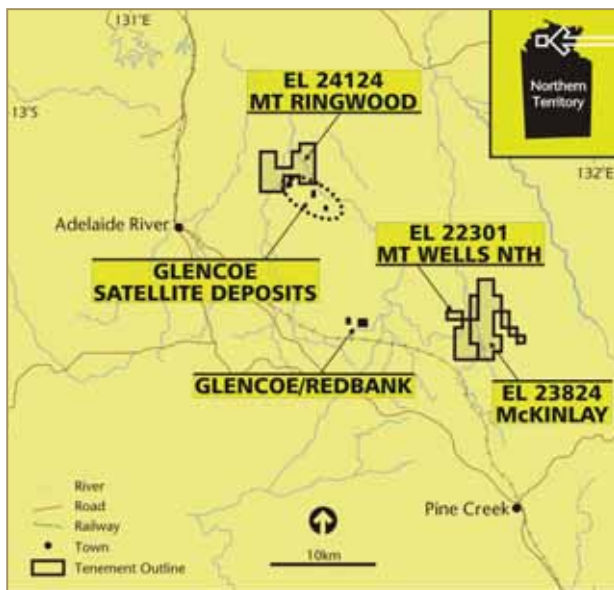 131°E
EL 24124
MT RINGWOOD
Northern
Territory
13°S
132°E
Adelaide River
EL 22301
MT WELLS NTH
GLENCOE
SATELLITE DEPOSITS
GLENCOE/REDBANK
EL 23824
McKINLAY
River
Road
Railway
Town
Tenement Outline
10km
Pine Creek